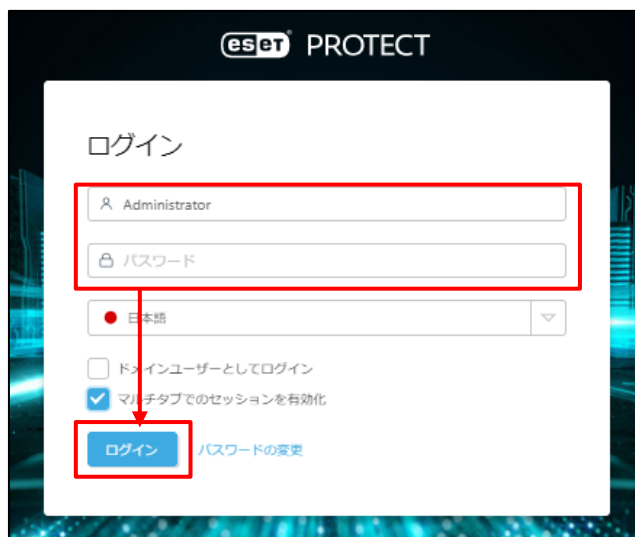 eset PROTECT
ログイン
Administrator
パスワード
日本語
ドメインユーザーとしてログイン
マルチタブでのセッションを有効化
ログイン パスワードの変更